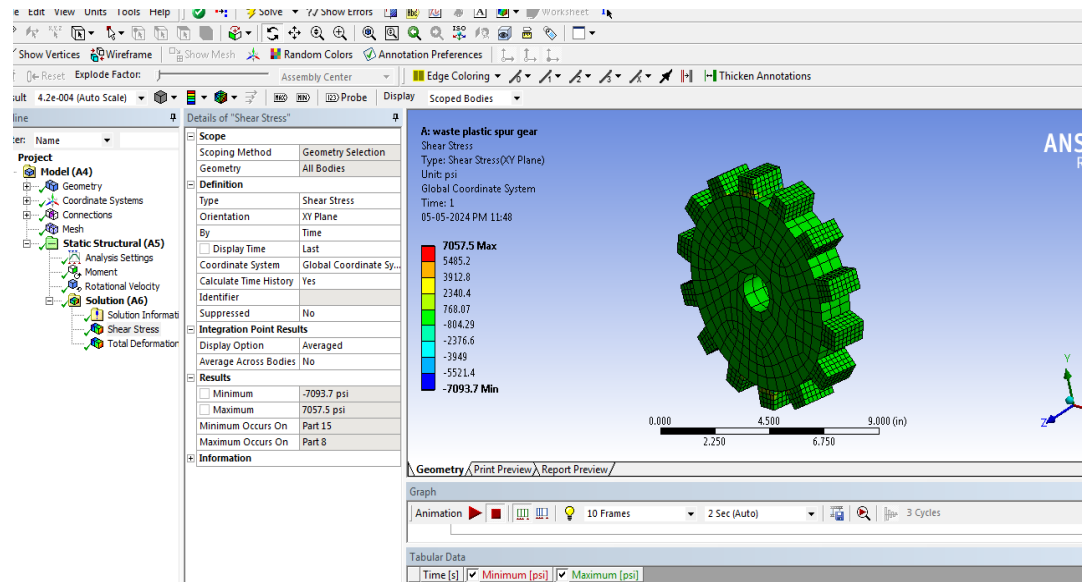 Edit View Units Tools Help Solve ?/ Show Errors Worksheet
Show Vertices Wireframe Show Mesh Random Colors Annotation Preferences
Reset Explode Factor: Assembly Center Edge Coloring Thicken Annotations
4.2e-004 (Auto Scale) MAX MIN Probe Display Scoped Bodies
Name
Project
Model (A4)
Geometry
Coordinate Systems
Connections
Mesh
Static Structural (A5)
Analysis Settings
Moment
Rotational Velocity
Solution (A6)
Solution Informati
Shear Stress
Total Deformation
Details of "Shear Stress"
Scope
Scoping Method Geometry Selection
Geometry All Bodies
Definition
Type Shear Stress
Orientation XY Plane
By Time
Display Time Last
Coordinate System Global Coordinate Sy...
Calculate Time History Yes
Identifier
Suppressed No
Integration Point Results
Display Option Averaged
Average Across Bodies No
Results
Minimum -7093.7 psi
Maximum 7057.5 psi
Minimum Occurs On Part 15
Maximum Occurs On Part 8
Information
A: waste plastic spur gear
Shear Stress
Type: Shear Stress(XY Plane)
Unit: psi
Global Coordinate System
Time: 1
05-05-2024 PM 11:48
7057.5 Max
5485.2
3912.8
2340.4
768.07
-804.29
-2376.6
-3949
-5521.4
-7093.7 Min
ANS
0.000 4.500 9.000 (in)
2.250 6.750
Y
Z
Geometry Print Preview Report Preview
Graph
Animation 10 Frames 2 Sec (Auto) 3 Cycles
Tabular Data
Time [s] Minimum [psi] Maximum [psi]